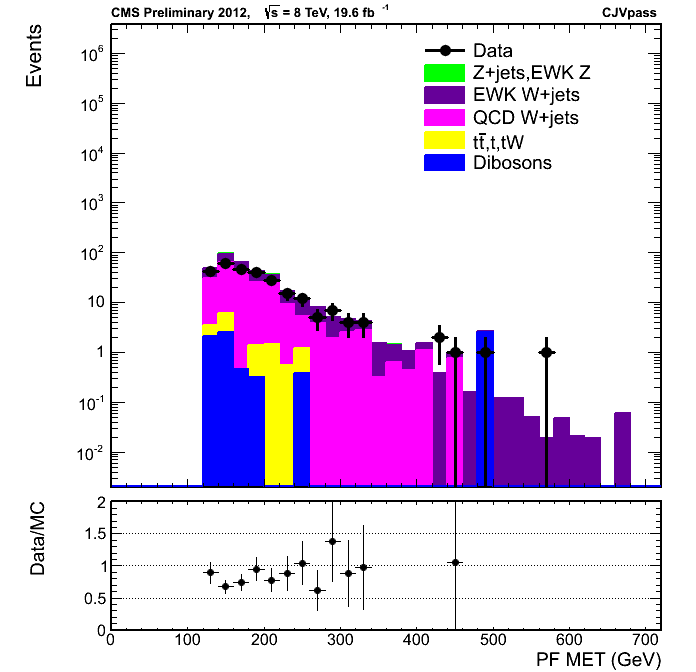 CMS Preliminary 2012, √s = 8 TeV, 19.6 fb⁻¹ CJVpass
Events
10⁶
10⁵
10⁴
10³
10²
10
1
10⁻¹
10⁻²
Data
Z+jets,EWK Z
EWK W+jets
QCD W+jets
tt̄,t,tW
Dibosons
Data/MC
2
1.5
1
0.5
0
0 100 200 300 400 500 600 700
PF MET (GeV)